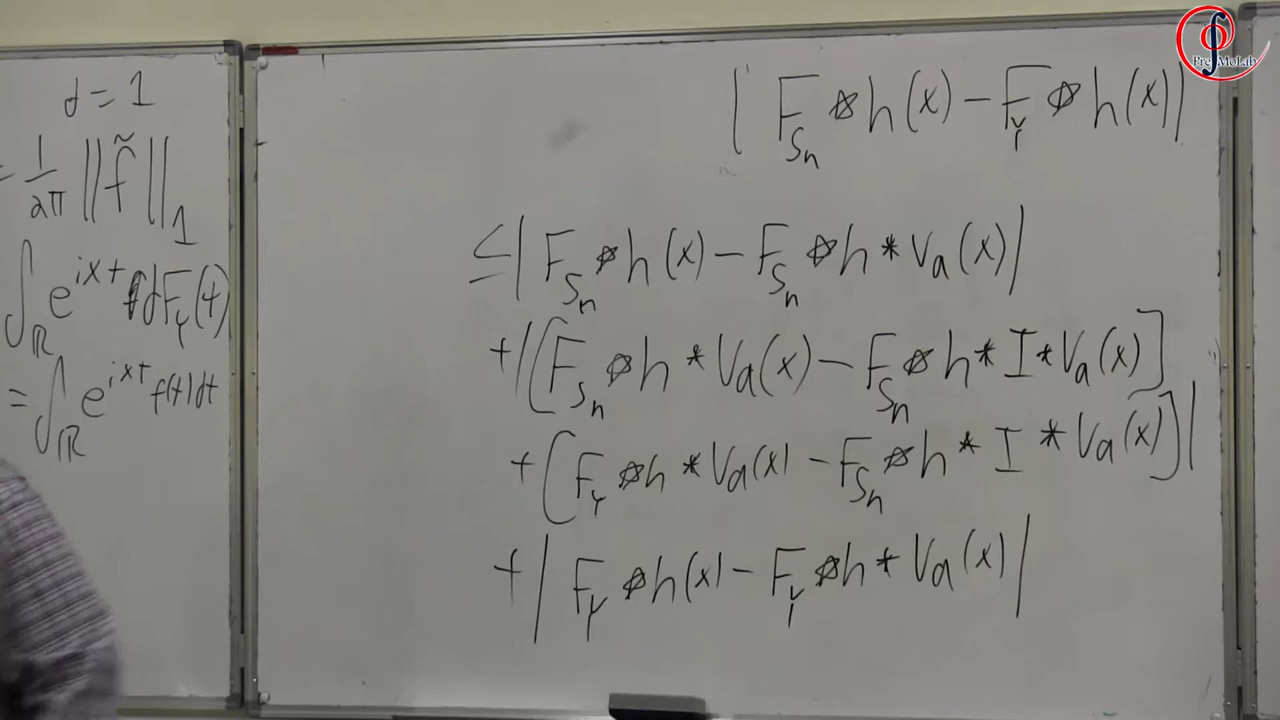 d = 1
= 1/2π ||f̃||_1
∫_ℝ e^{ixt} dF_Y(t)
= ∫_ℝ e^{ixt} f(t)dt
PreMoLab
| F_{S_n} ⊛ h(x) − F_Y ⊛ h(x) |
≤ | F_{S_n} ⊛ h(x) − F_{S_n} ⊛ h * V_a(x) |
+ | [ F_{S_n} ⊛ h * V_a(x) − F_{S_n} ⊛ h * I * V_a(x) ]
+ [ F_Y ⊛ h * V_a(x) − F_{S_n} ⊛ h * I * V_a(x) ] |
+ | F_Y ⊛ h(x) − F_Y ⊛ h * V_a(x) |